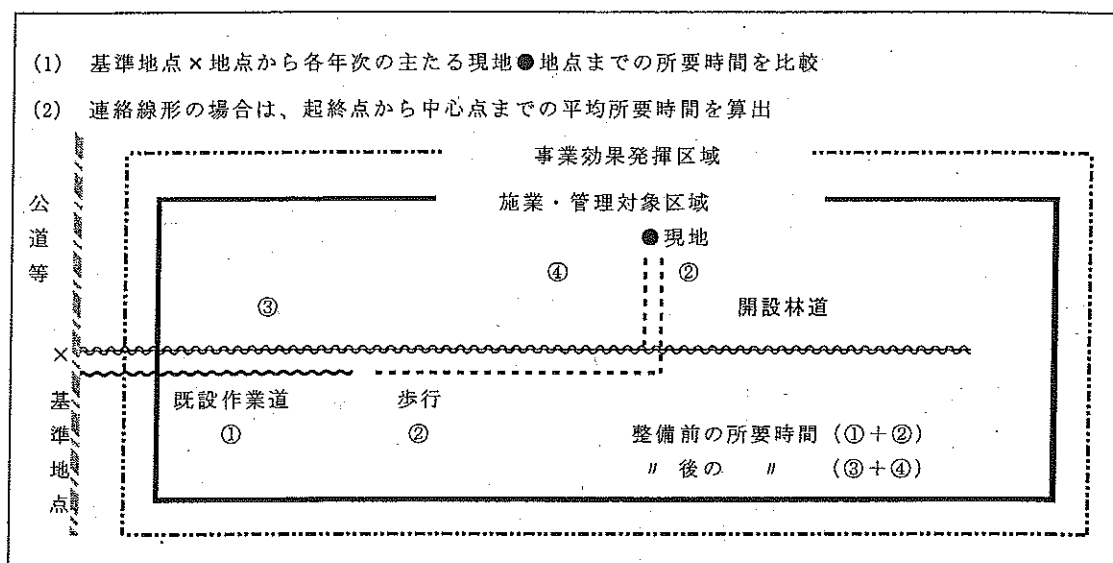 (1) 基準地点×地点から各年次の主たる現地●地点までの所要時間を比較
(2) 連絡線形の場合は、起終点から中心点までの平均所要時間を算出
事業効果発揮区域
施業・管理対象区域
公道等
●現地
④ ②
③
開設林道
×
基準地点
既設作業道
歩行
①
②
整備前の所要時間(①+②)
〃 後の 〃 (③+④)